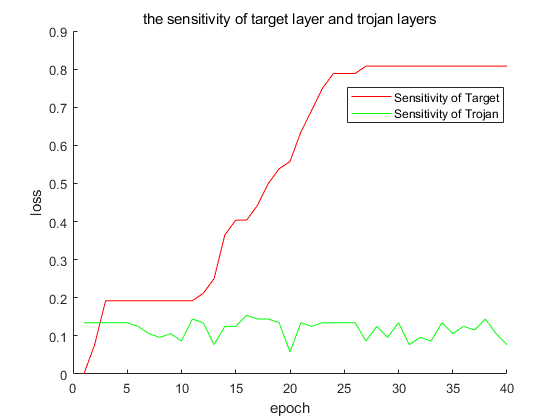 the sensitivity of target layer and trojan layers
0.9
0.8
0.7
0.6
0.5
0.4
0.3
0.2
0.1
0
loss
Sensitivity of Target
Sensitivity of Trojan
0 5 10 15 20 25 30 35 40
epoch